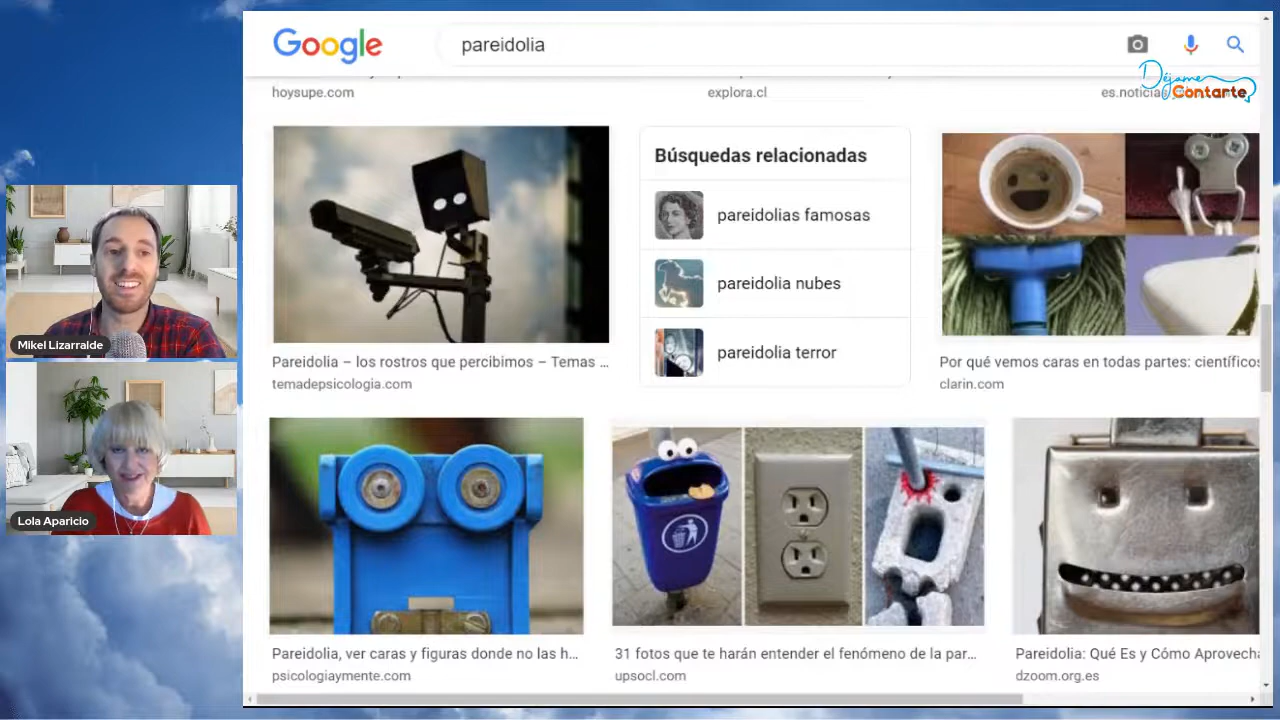 Google
pareidolia
Déjame
Contarte
hoysupe.com
explora.cl
es.noticia
Búsquedas relacionadas
pareidolias famosas
pareidolia nubes
pareidolia terror
Pareidolia – los rostros que percibimos – Temas ...
temadepsicologia.com
Por qué vemos caras en todas partes: científicos
clarin.com
Mikel Lizarralde
Lola Aparicio
Pareidolia, ver caras y figuras donde no las h...
psicologiaymente.com
31 fotos que te harán entender el fenómeno de la par...
upsocl.com
Pareidolia: Qué Es y Cómo Aprovecha
dzoom.org.es